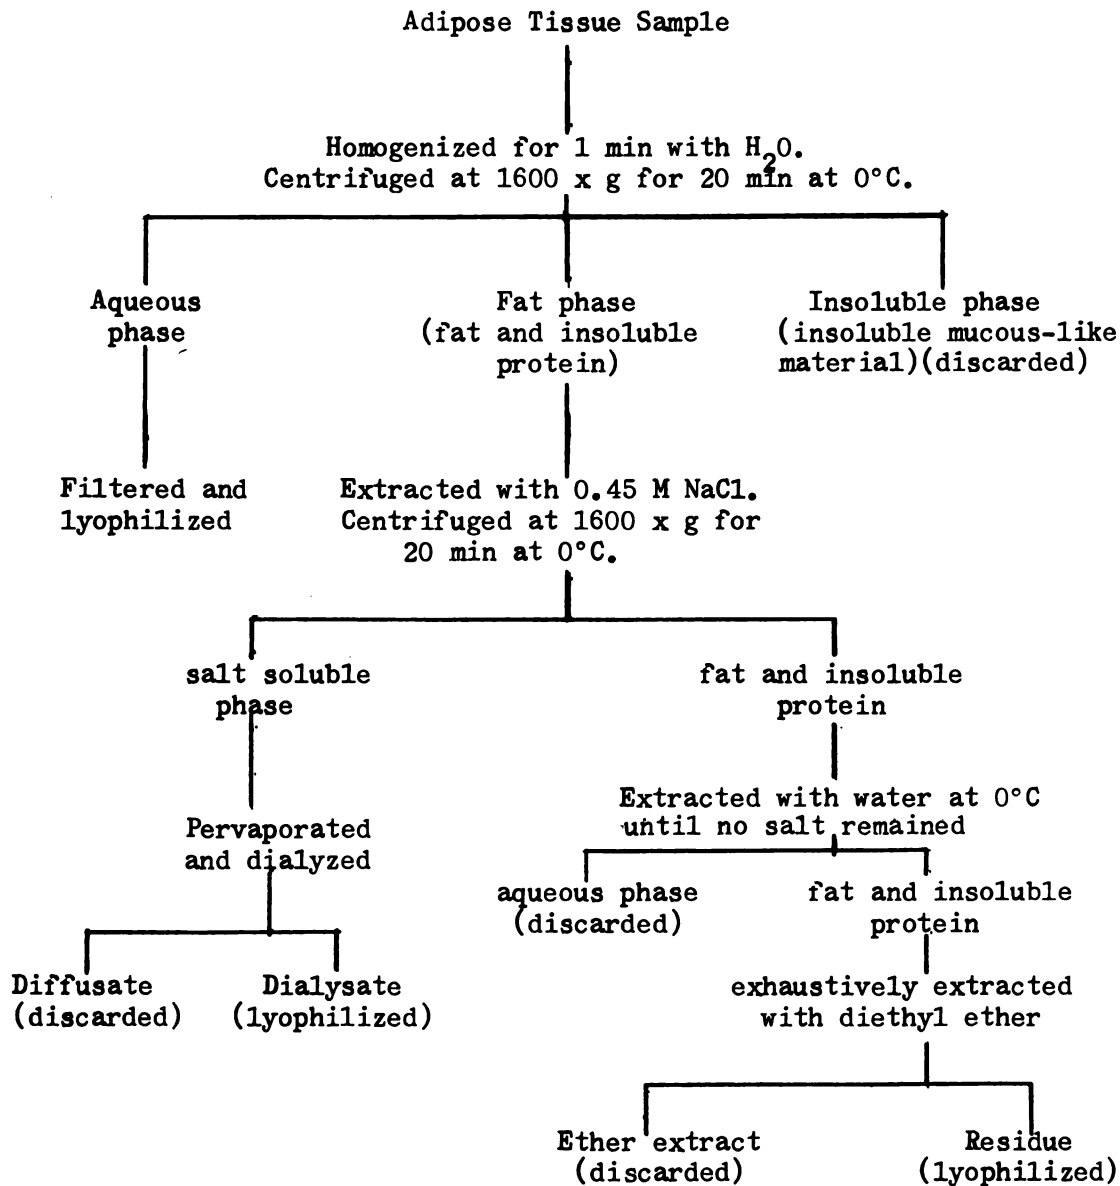 Adipose Tissue Sample
Homogenized for 1 min with H2O.
Centrifuged at 1600 x g for 20 min at 0°C.
Aqueous
phase
Fat phase
(fat and insoluble
protein)
Insoluble phase
(insoluble mucous-like
material)(discarded)
Filtered and
lyophilized
Extracted with 0.45 M NaCl.
Centrifuged at 1600 x g for
20 min at 0°C.
salt soluble
phase
fat and insoluble
protein
Pervaporated
and dialyzed
Extracted with water at 0°C
until no salt remained
aqueous phase
(discarded)
fat and insoluble
protein
Diffusate
(discarded)
Dialysate
(lyophilized)
exhaustively extracted
with diethyl ether
Ether extract
(discarded)
Residue
(lyophilized)